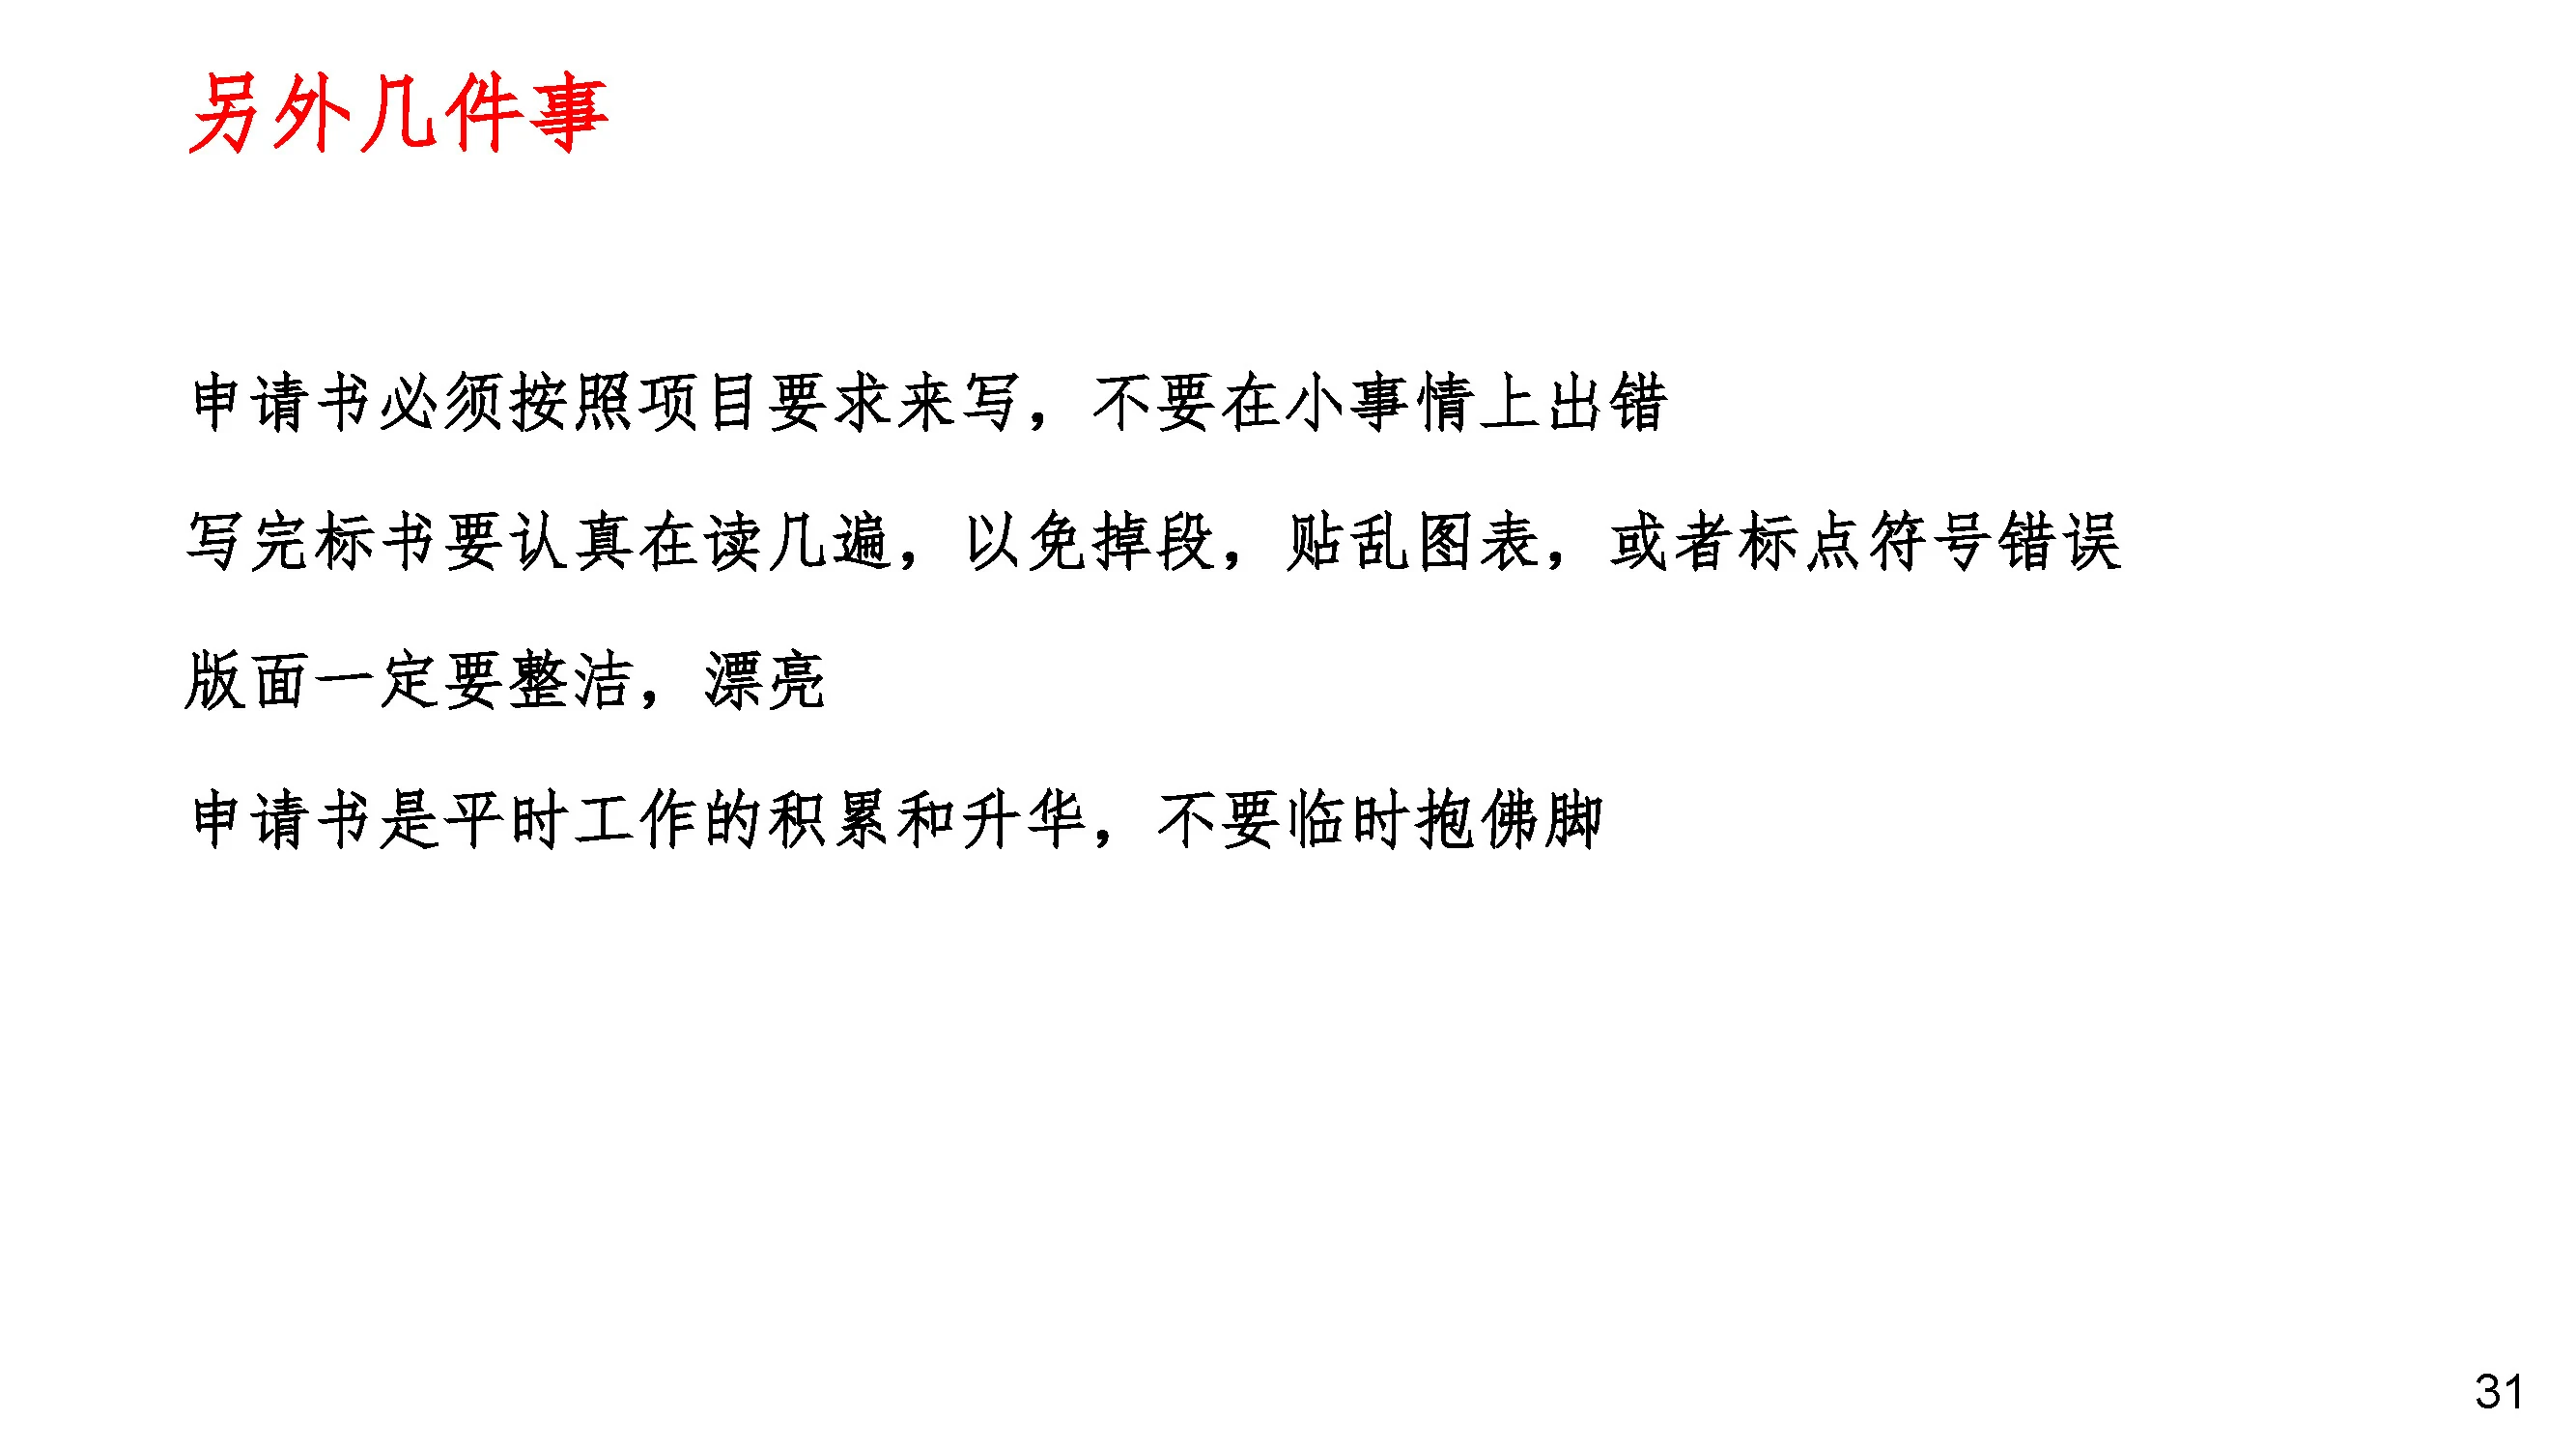 另外几件事
申请书必须按照项目要求来写，不要在小事情上出错
写完标书要认真在读几遍，以免掉段，贴乱图表，或者标点符号错误
版面一定要整洁，漂亮
申请书是平时工作的积累和升华，不要临时抱佛脚
31